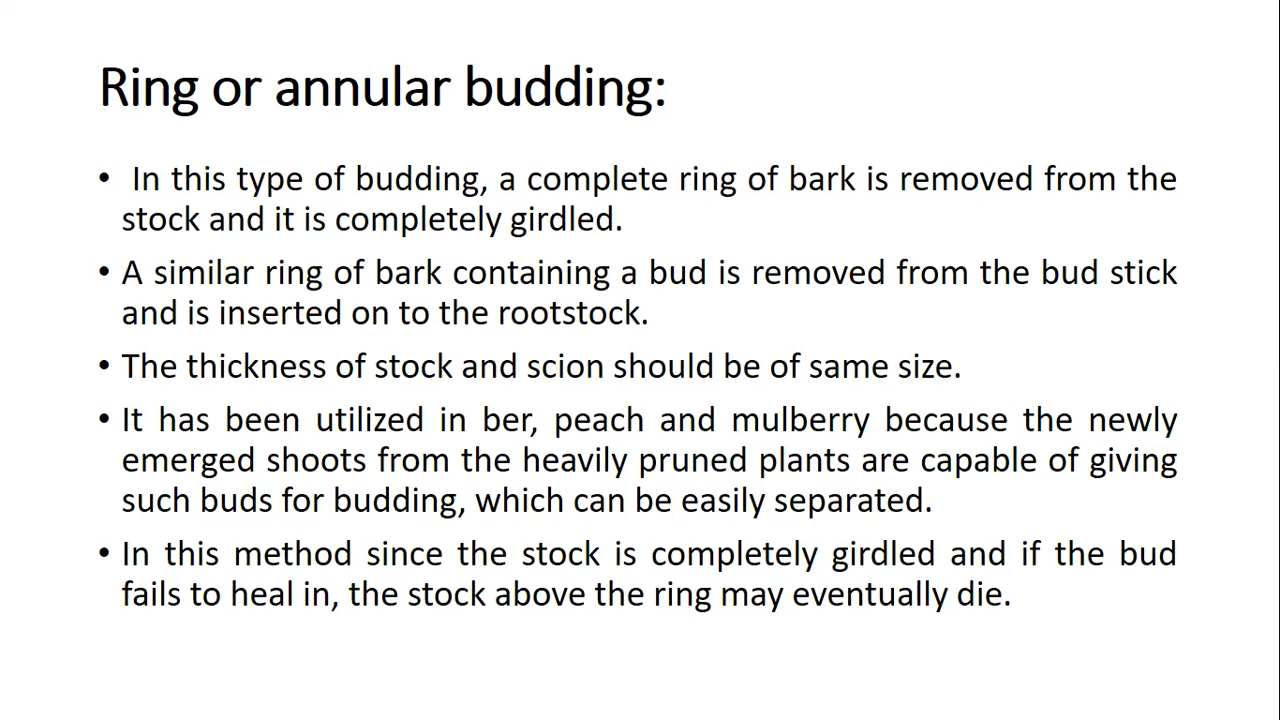 Ring or annular budding:
• In this type of budding, a complete ring of bark is removed from the
stock and it is completely girdled.
• A similar ring of bark containing a bud is removed from the bud stick
and is inserted on to the rootstock.
• The thickness of stock and scion should be of same size.
• It has been utilized in ber, peach and mulberry because the newly
emerged shoots from the heavily pruned plants are capable of giving
such buds for budding, which can be easily separated.
• In this method since the stock is completely girdled and if the bud
fails to heal in, the stock above the ring may eventually die.